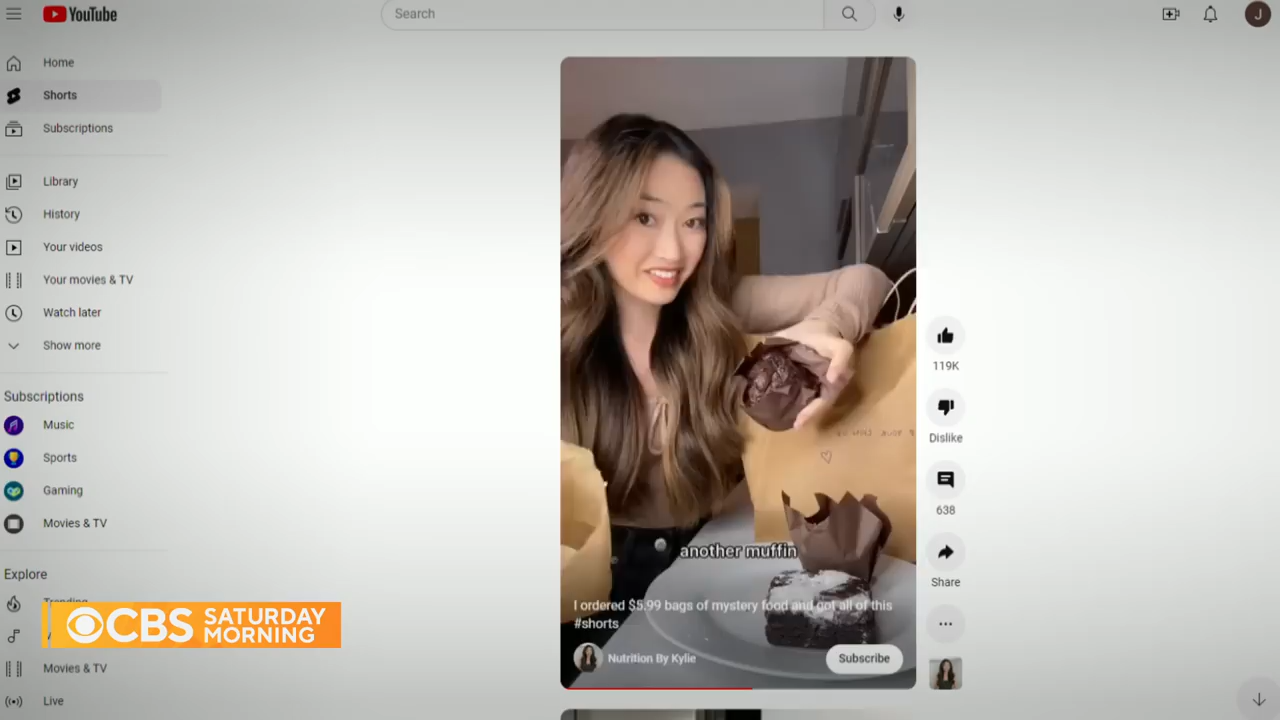 YouTube
Search
J
Home
Shorts
Subscriptions
Library
History
Your videos
Your movies & TV
Watch later
Show more
Subscriptions
Music
Sports
Gaming
Movies & TV
Explore
Trending
CBS SATURDAY
MORNING
Movies & TV
Live
another muffin
I ordered $5.99 bags of mystery food and got all of this
#shorts
Nutrition By Kylie
Subscribe
119K
Dislike
638
Share